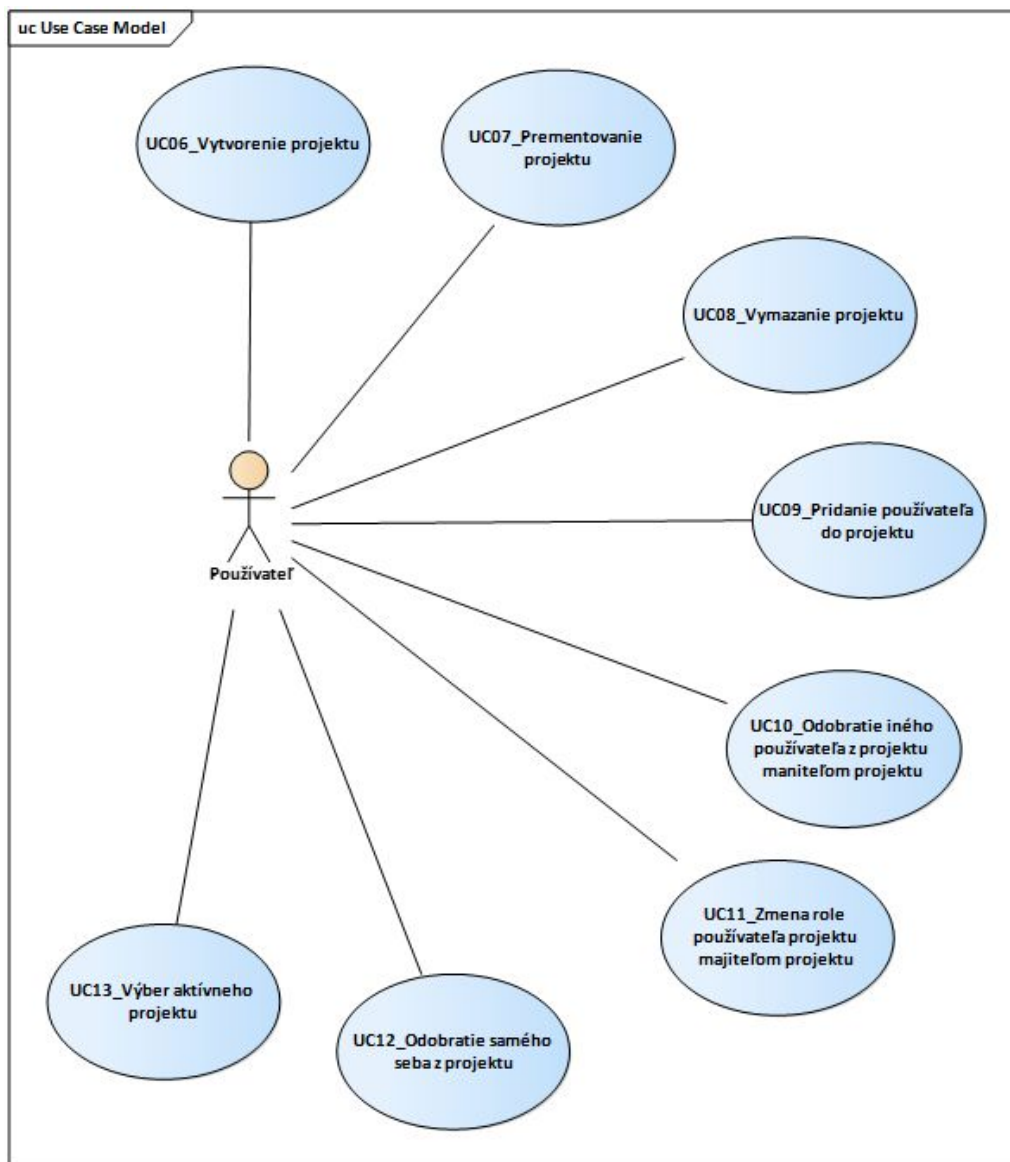 uc Use Case Model
UC06_Vytvorenie projektu
UC07_Prementovanie
projektu
UC08_Vymazanie projektu
UC09_Pridanie používateľa
do projektu
Používateľ
UC10_Odobratie iného
používateľa z projektu
maniteľom projektu
UC11_Zmena role
používateľa projektu
majiteľom projektu
UC13_Výber aktívneho
projektu
UC12_Odobratie samého
seba z projektu